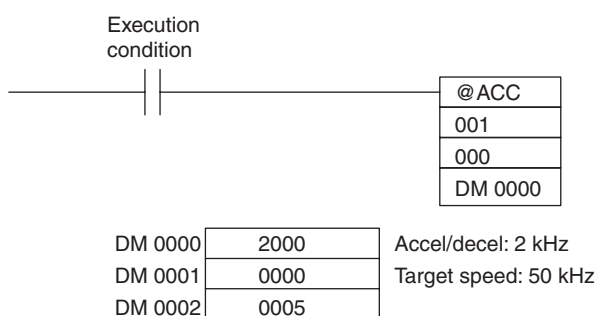 Execution
condition
@ACC
001
000
DM 0000
DM 0000 2000 Accel/decel: 2 kHz
DM 0001 0000 Target speed: 50 kHz
DM 0002 0005